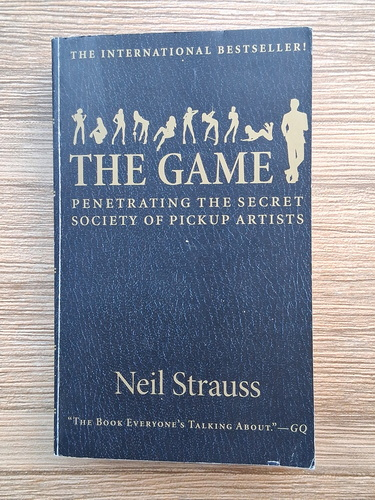 THE INTERNATIONAL BESTSELLER!
THE GAME
PENETRATING THE SECRET
SOCIETY OF PICKUP ARTISTS
Neil Strauss
"THE BOOK EVERYONE'S TALKING ABOUT."—GQ